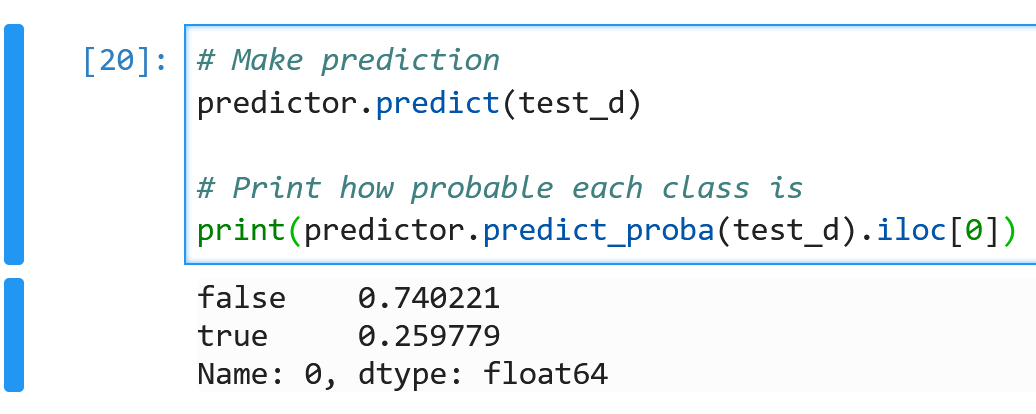 [20]:
# Make prediction
predictor.predict(test_d)
# Print how probable each class is
print(predictor.predict_proba(test_d).iloc[0])
false    0.740221
true     0.259779
Name: 0, dtype: float64